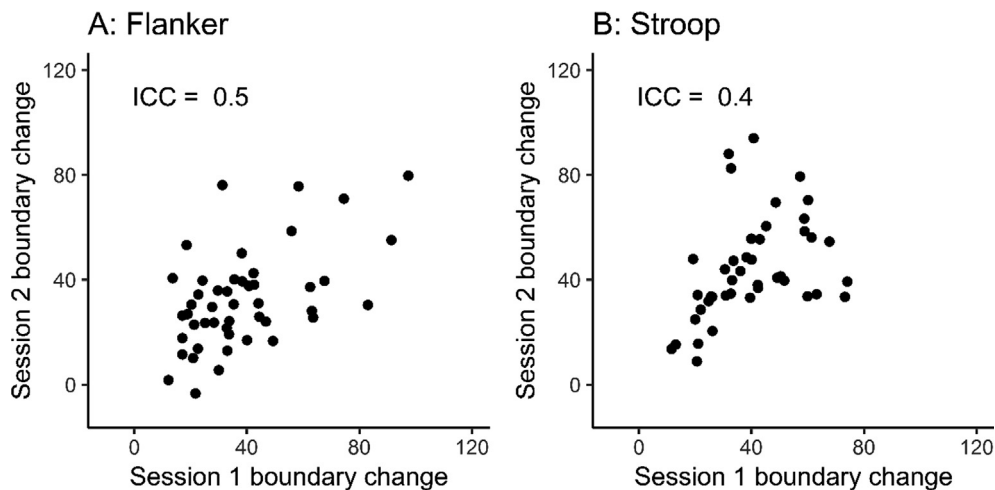 A: Flanker
ICC = 0.5
Session 2 boundary change
120
80
40
0
0 40 80 120
Session 1 boundary change
B: Stroop
ICC = 0.4
Session 2 boundary change
120
80
40
0
0 40 80 120
Session 1 boundary change